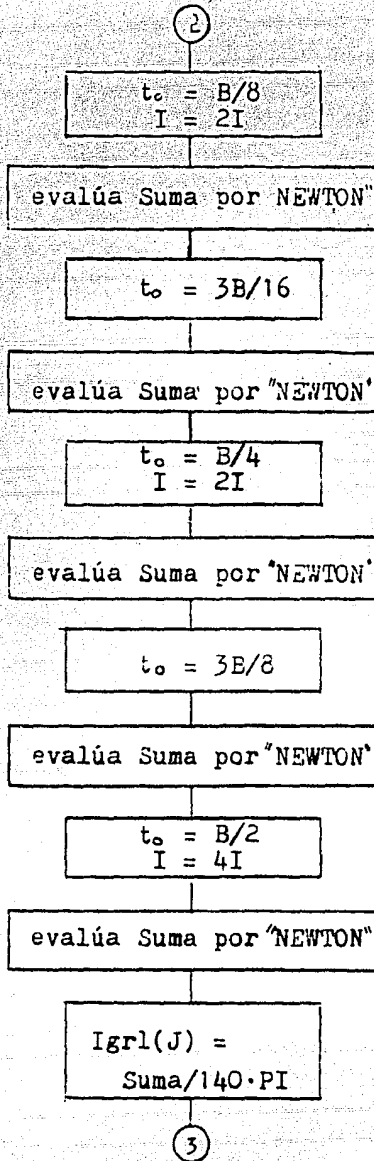 2
t₀ = B/8
I = 2I
evalúa Suma por NEWTON"
t₀ = 3B/16
evalúa Suma por "NEWTON"
t₀ = B/4
I = 2I
evalúa Suma por "NEWTON"
t₀ = 3B/8
evalúa Suma por "NEWTON"
t₀ = B/2
I = 4I
evalúa Suma por "NEWTON"
Igrl(J) =
Suma/140·PI
3